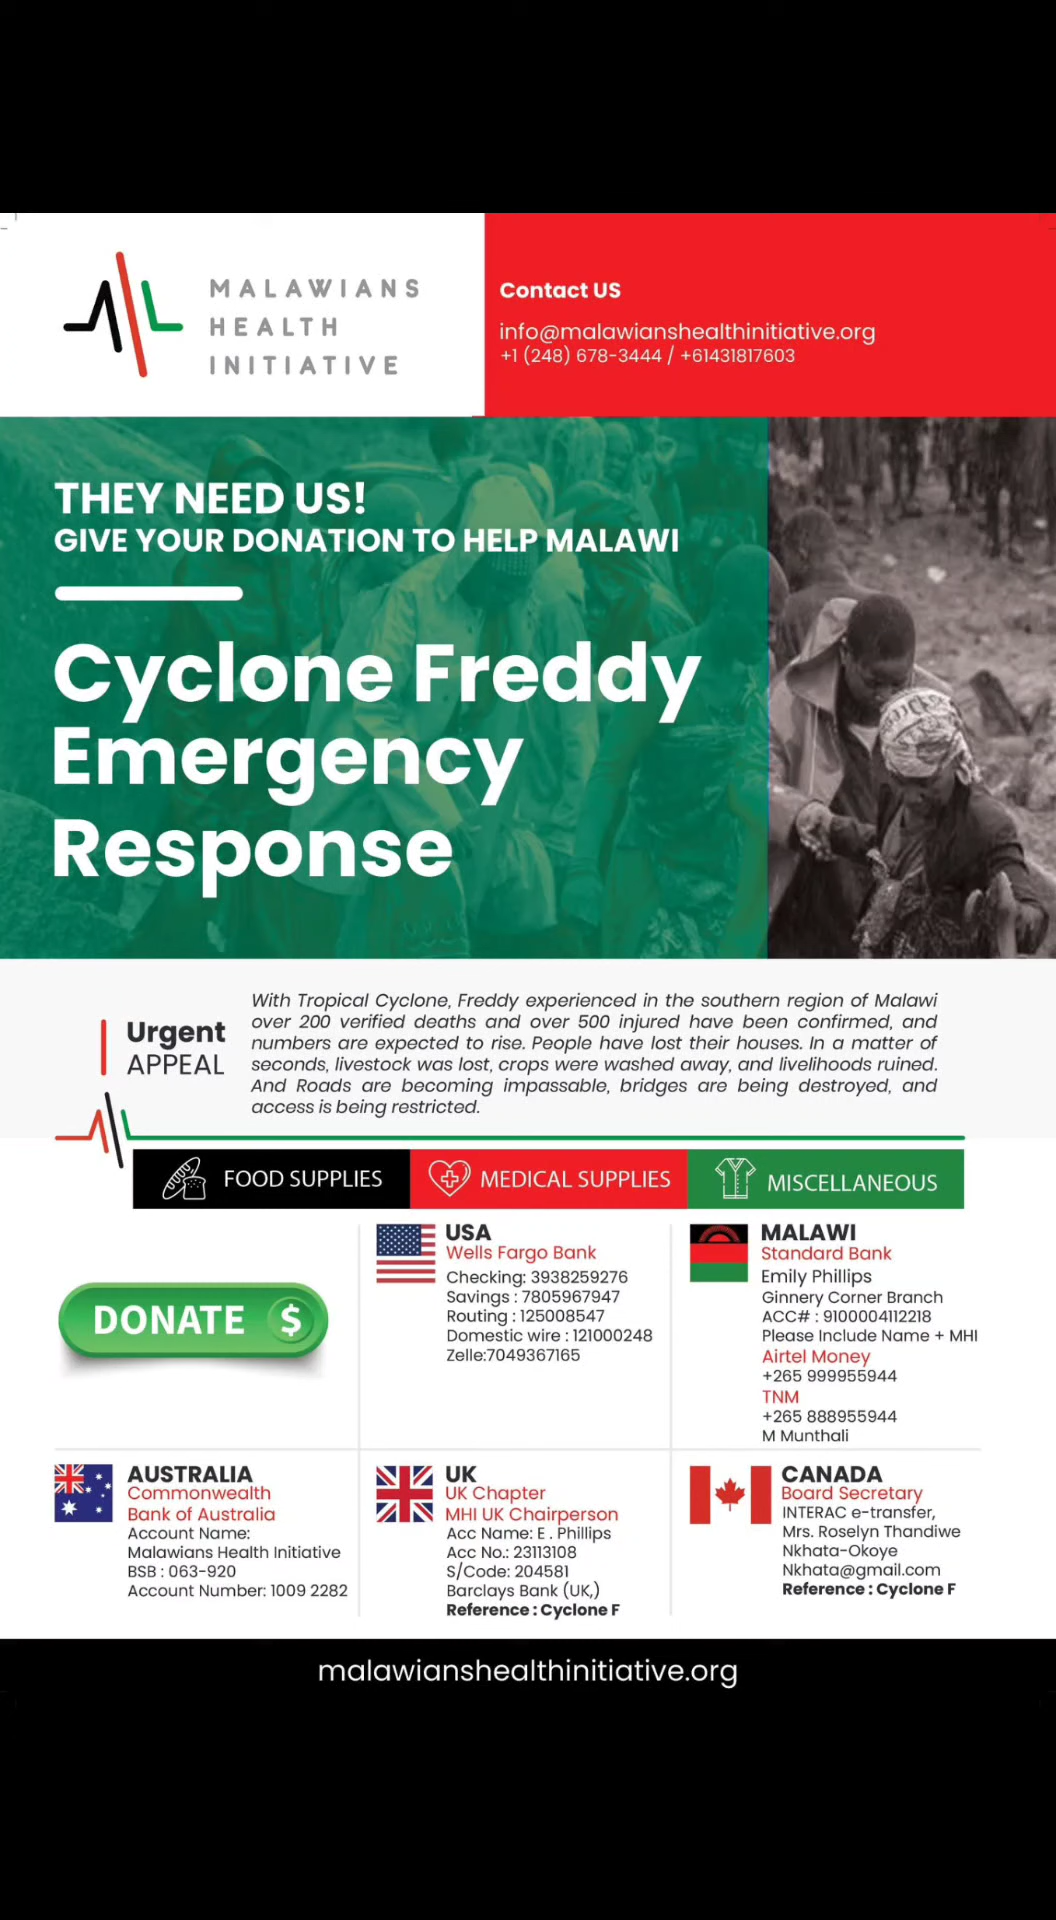 MALAWIANS
HEALTH
INITIATIVE
Contact US
info@malawianshealthinitiative.org
+1 (248) 678-3444 / +61431817603
THEY NEED US!
GIVE YOUR DONATION TO HELP MALAWI
Cyclone Freddy
Emergency
Response
Urgent
APPEAL
With Tropical Cyclone, Freddy experienced in the southern region of Malawi
over 200 verified deaths and over 500 injured have been confirmed, and
numbers are expected to rise. People have lost their houses. In a matter of
seconds, livestock was lost, crops were washed away, and livelihoods ruined.
And Roads are becoming impassable, bridges are being destroyed, and
access is being restricted.
FOOD SUPPLIES
MEDICAL SUPPLIES
MISCELLANEOUS
DONATE $
USA
Wells Fargo Bank
Checking: 3938259276
Savings : 7805967947
Routing : 125008547
Domestic wire : 121000248
Zelle:7049367165
MALAWI
Standard Bank
Emily Phillips
Ginnery Corner Branch
ACC# : 9100004112218
Please Include Name + MHI
Airtel Money
+265 999955944
TNM
+265 888955944
M Munthali
AUSTRALIA
Commonwealth
Bank of Australia
Account Name:
Malawians Health Initiative
BSB : 063-920
Account Number: 1009 2282
UK
UK Chapter
MHI UK Chairperson
Acc Name: E . Phillips
Acc No.: 23113108
S/Code: 204581
Barclays Bank (UK,)
Reference : Cyclone F
CANADA
Board Secretary
INTERAC e-transfer,
Mrs. Roselyn Thandiwe
Nkhata-Okoye
Nkhata@gmail.com
Reference : Cyclone F
malawianshealthinitiative.org